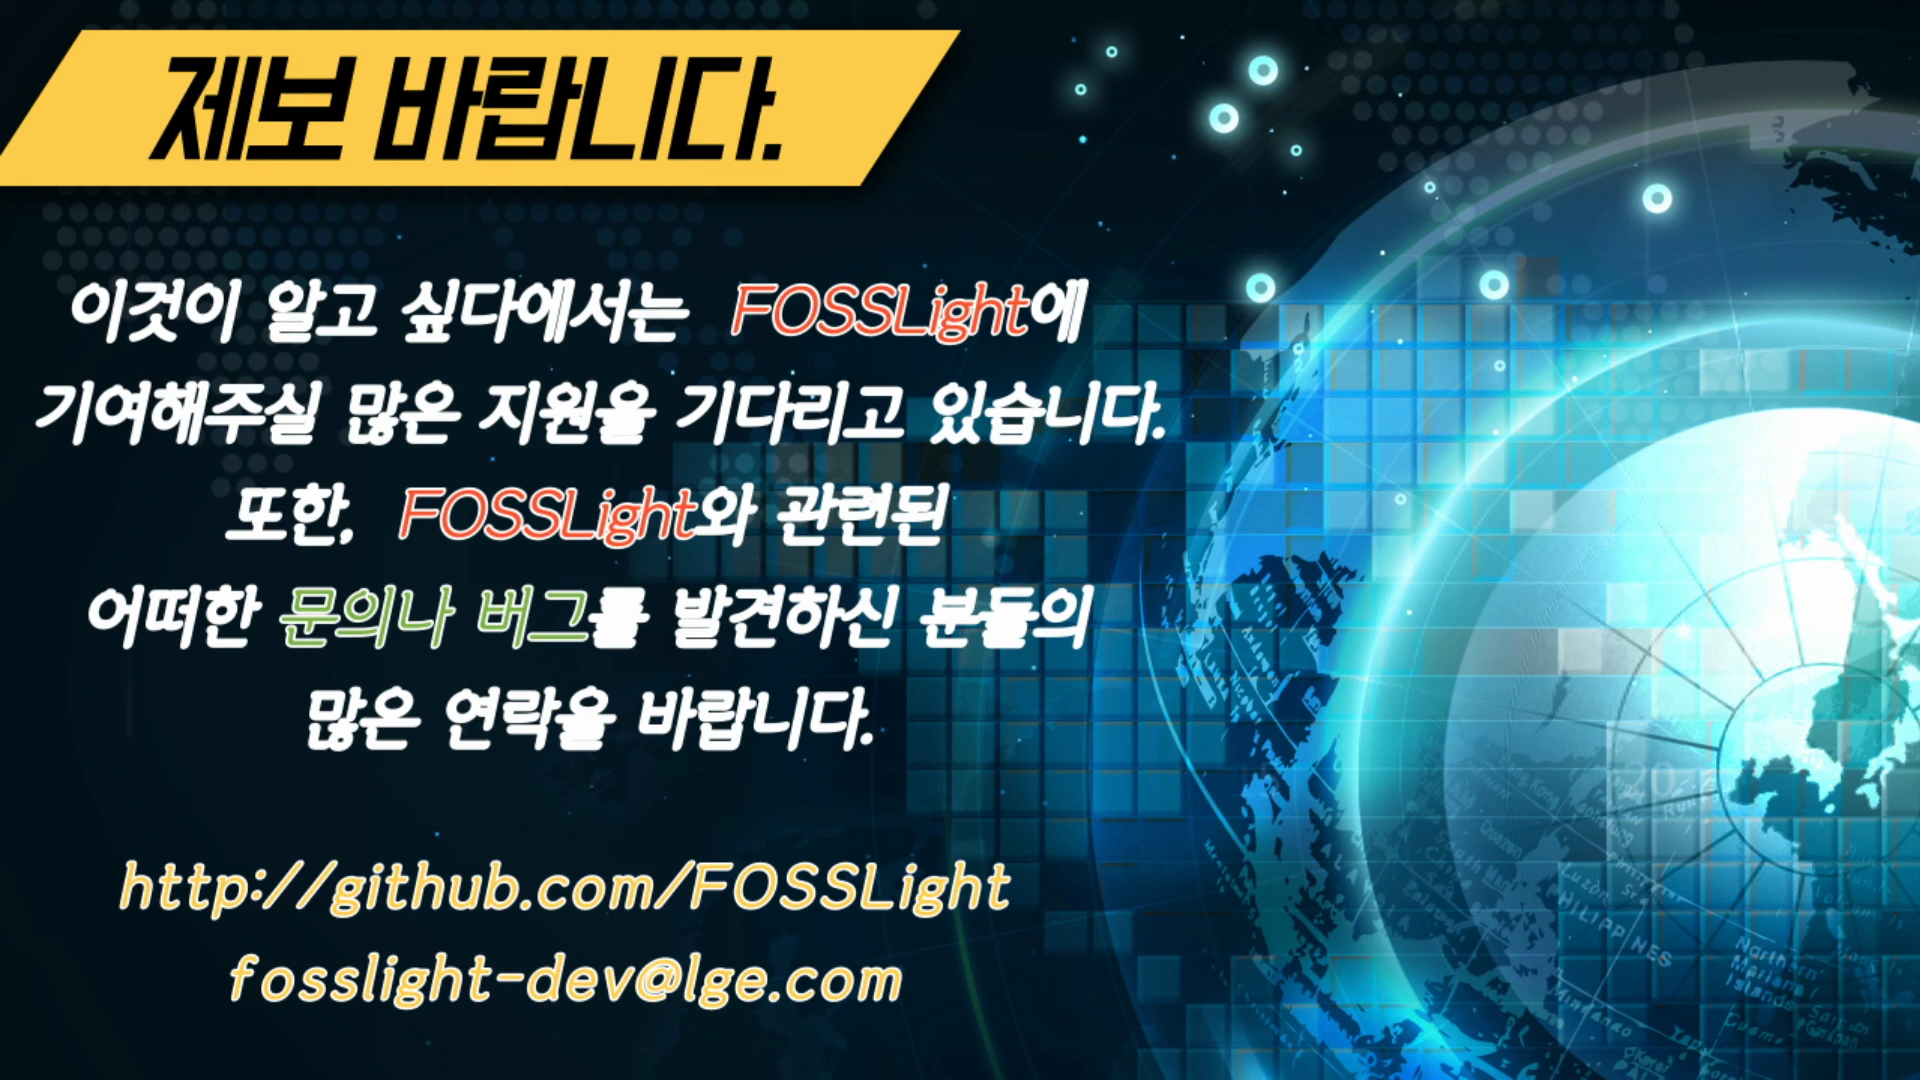 제보 바랍니다.
이것이 알고 싶다에서는 FOSSLight에
기여해주실 많은 지원을 기다리고 있습니다.
또한, FOSSLight와 관련된
어떠한 문의나 버그를 발견하신 분들의
많은 연락을 바랍니다.
http://github.com/FOSSLight
fosslight-dev@lge.com
HILIPPINES
Mindanao